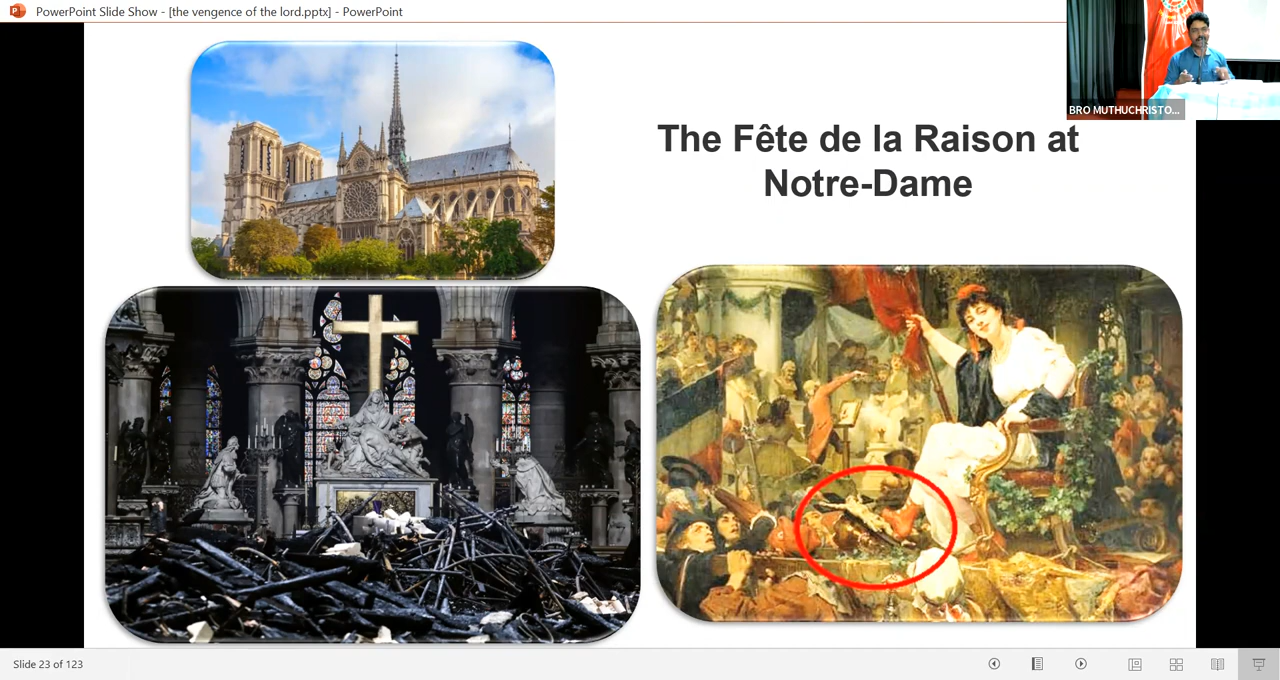 PowerPoint Slide Show - [the vengence of the lord.pptx] - PowerPoint
BRO MUTHUCHRISTO...
The Fête de la Raison at
Notre-Dame
Slide 23 of 123